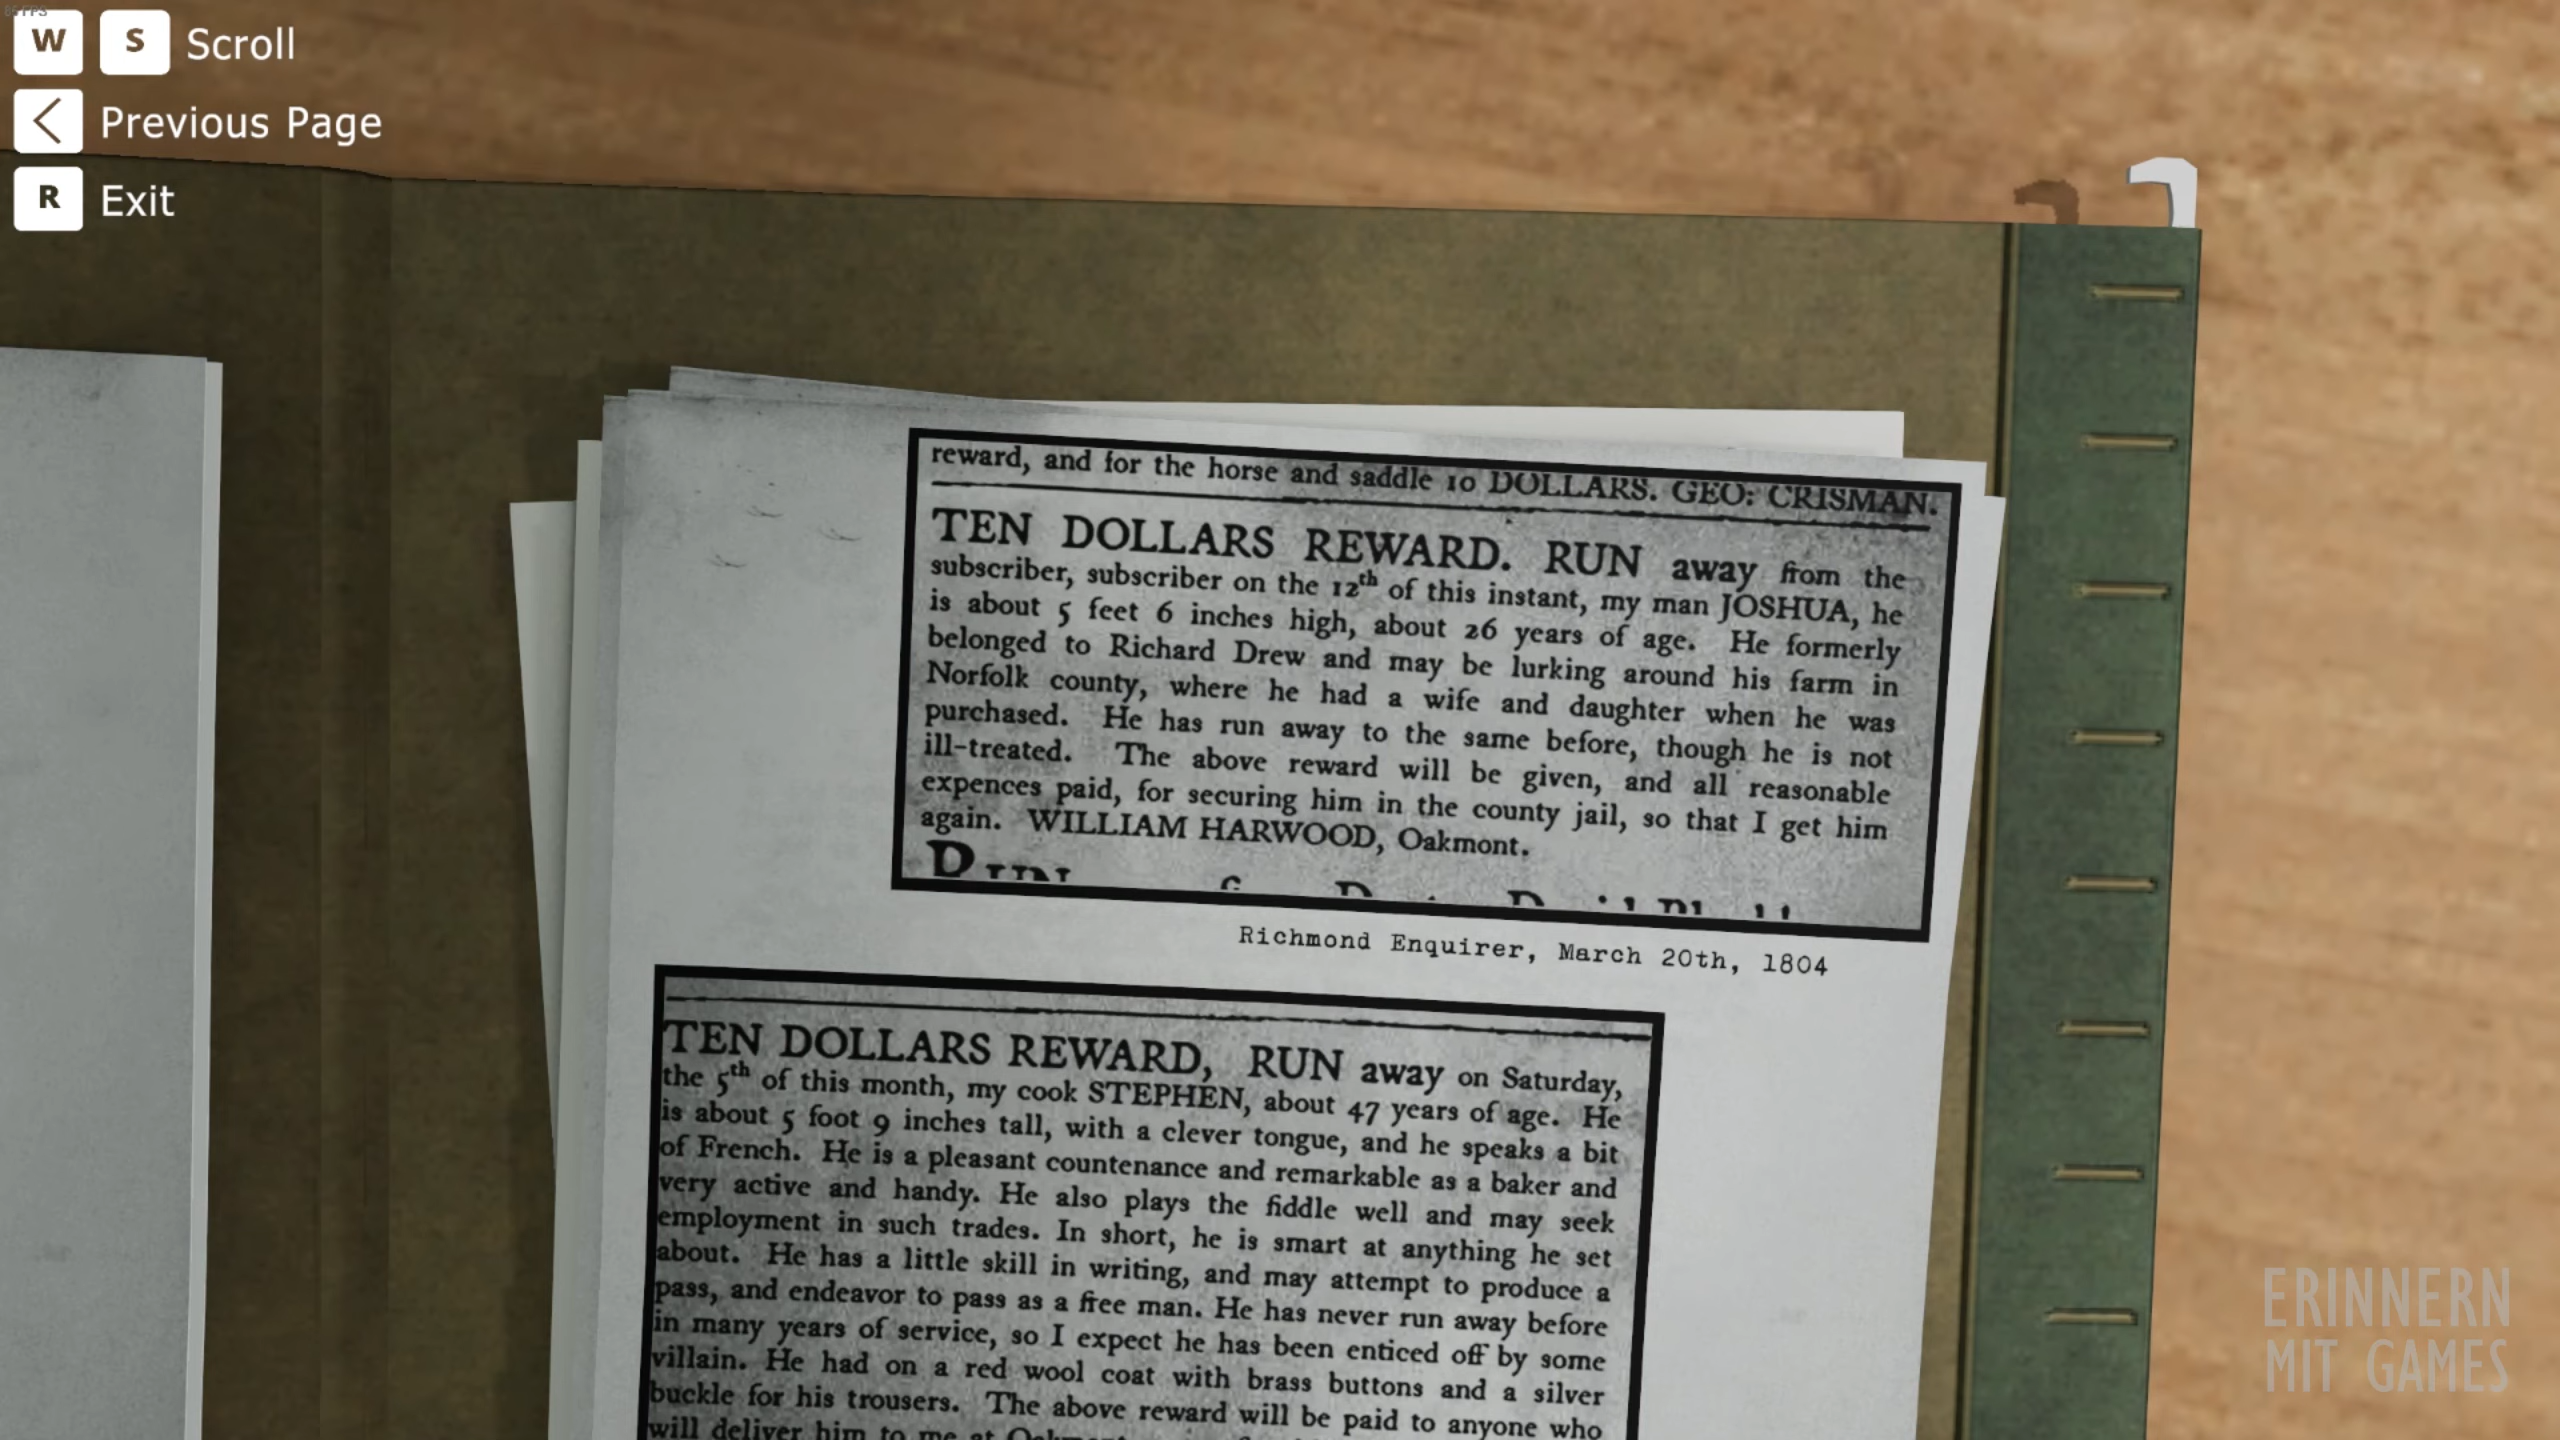 85 FPS
W S Scroll
Previous Page
R Exit
reward, and for the horse and saddle 10 DOLLARS. GEO: CRISMAN.
TEN DOLLARS REWARD. RUN away from the
subscriber, subscriber on the 12th of this instant, my man JOSHUA, he
is about 5 feet 6 inches high, about 26 years of age. He formerly
belonged to Richard Drew and may be lurking around his farm in
Norfolk county, where he had a wife and daughter when he was
purchased. He has run away to the same before, though he is not
ill-treated. The above reward will be given, and all reasonable
expences paid, for securing him in the county jail, so that I get him
again. WILLIAM HARWOOD, Oakmont.
RUN
Richmond Enquirer, March 20th, 1804
TEN DOLLARS REWARD, RUN away on Saturday,
the 5th of this month, my cook STEPHEN, about 47 years of age. He
is about 5 foot 9 inches tall, with a clever tongue, and he speaks a bit
of French. He is a pleasant countenance and remarkable as a baker and
very active and handy. He also plays the fiddle well and may seek
employment in such trades. In short, he is smart at anything he set
about. He has a little skill in writing, and may attempt to produce a
pass, and endeavor to pass as a free man. He has never run away before
in many years of service, so I expect he has been enticed off by some
villain. He had on a red wool coat with brass buttons and a silver
buckle for his trousers. The above reward will be paid to anyone who
will deliver him to me at
ERINNERN
MIT GAMES